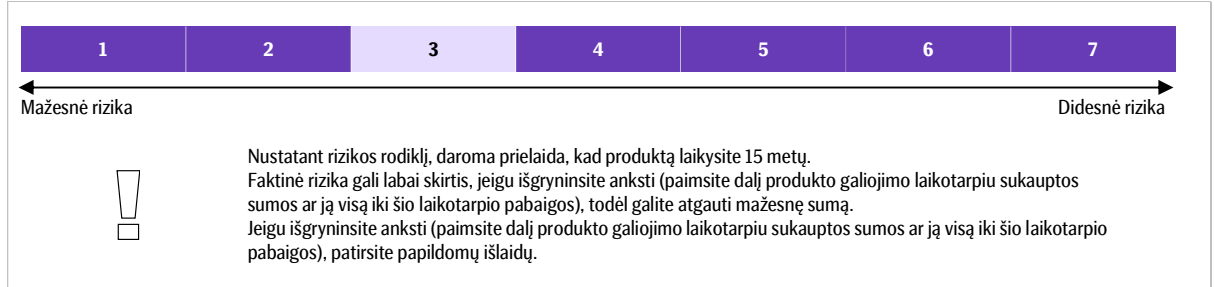 1 2 3 4 5 6 7
Mažesnė rizika Didesnė rizika
Nustatant rizikos rodiklį, daroma prielaida, kad produktą laikysite 15 metų.
Faktinė rizika gali labai skirtis, jeigu išgryninsite anksti (paimsite dalį produkto galiojimo laikotarpiu sukauptos
sumos ar ją visą iki šio laikotarpio pabaigos), todėl galite atgauti mažesnę sumą.
Jeigu išgryninsite anksti (paimsite dalį produkto galiojimo laikotarpiu sukauptos sumos ar ją visą iki šio laikotarpio
pabaigos), patirsite papildomų išlaidų.